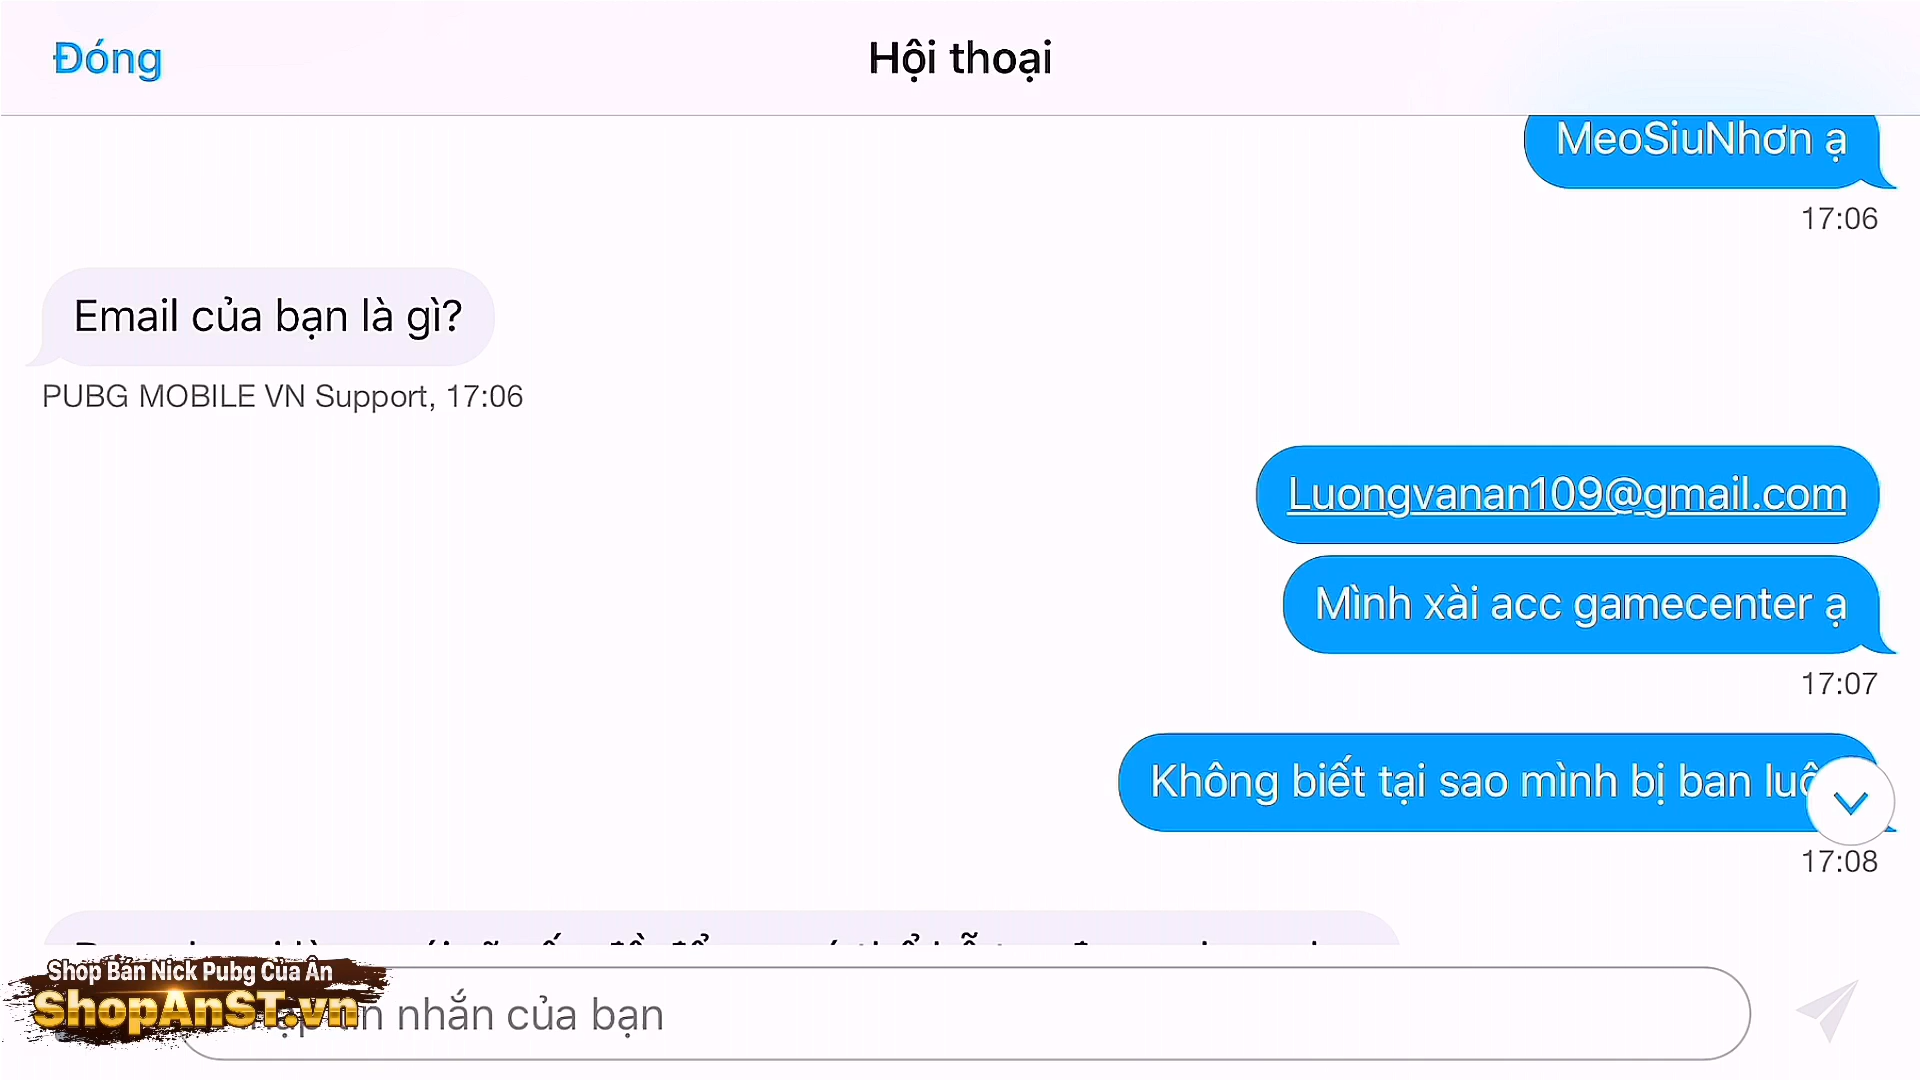 Đóng
Hội thoại
MeoSiuNhơn ạ
17:06
Email của bạn là gì?
PUBG MOBILE VN Support, 17:06
Luongvanan109@gmail.com
Mình xài acc gamecenter ạ
17:07
Không biết tại sao mình bị ban
17:08
Shop Bán Nick Pubg Của Ân
ShopAnST.vn
nhắn của bạn